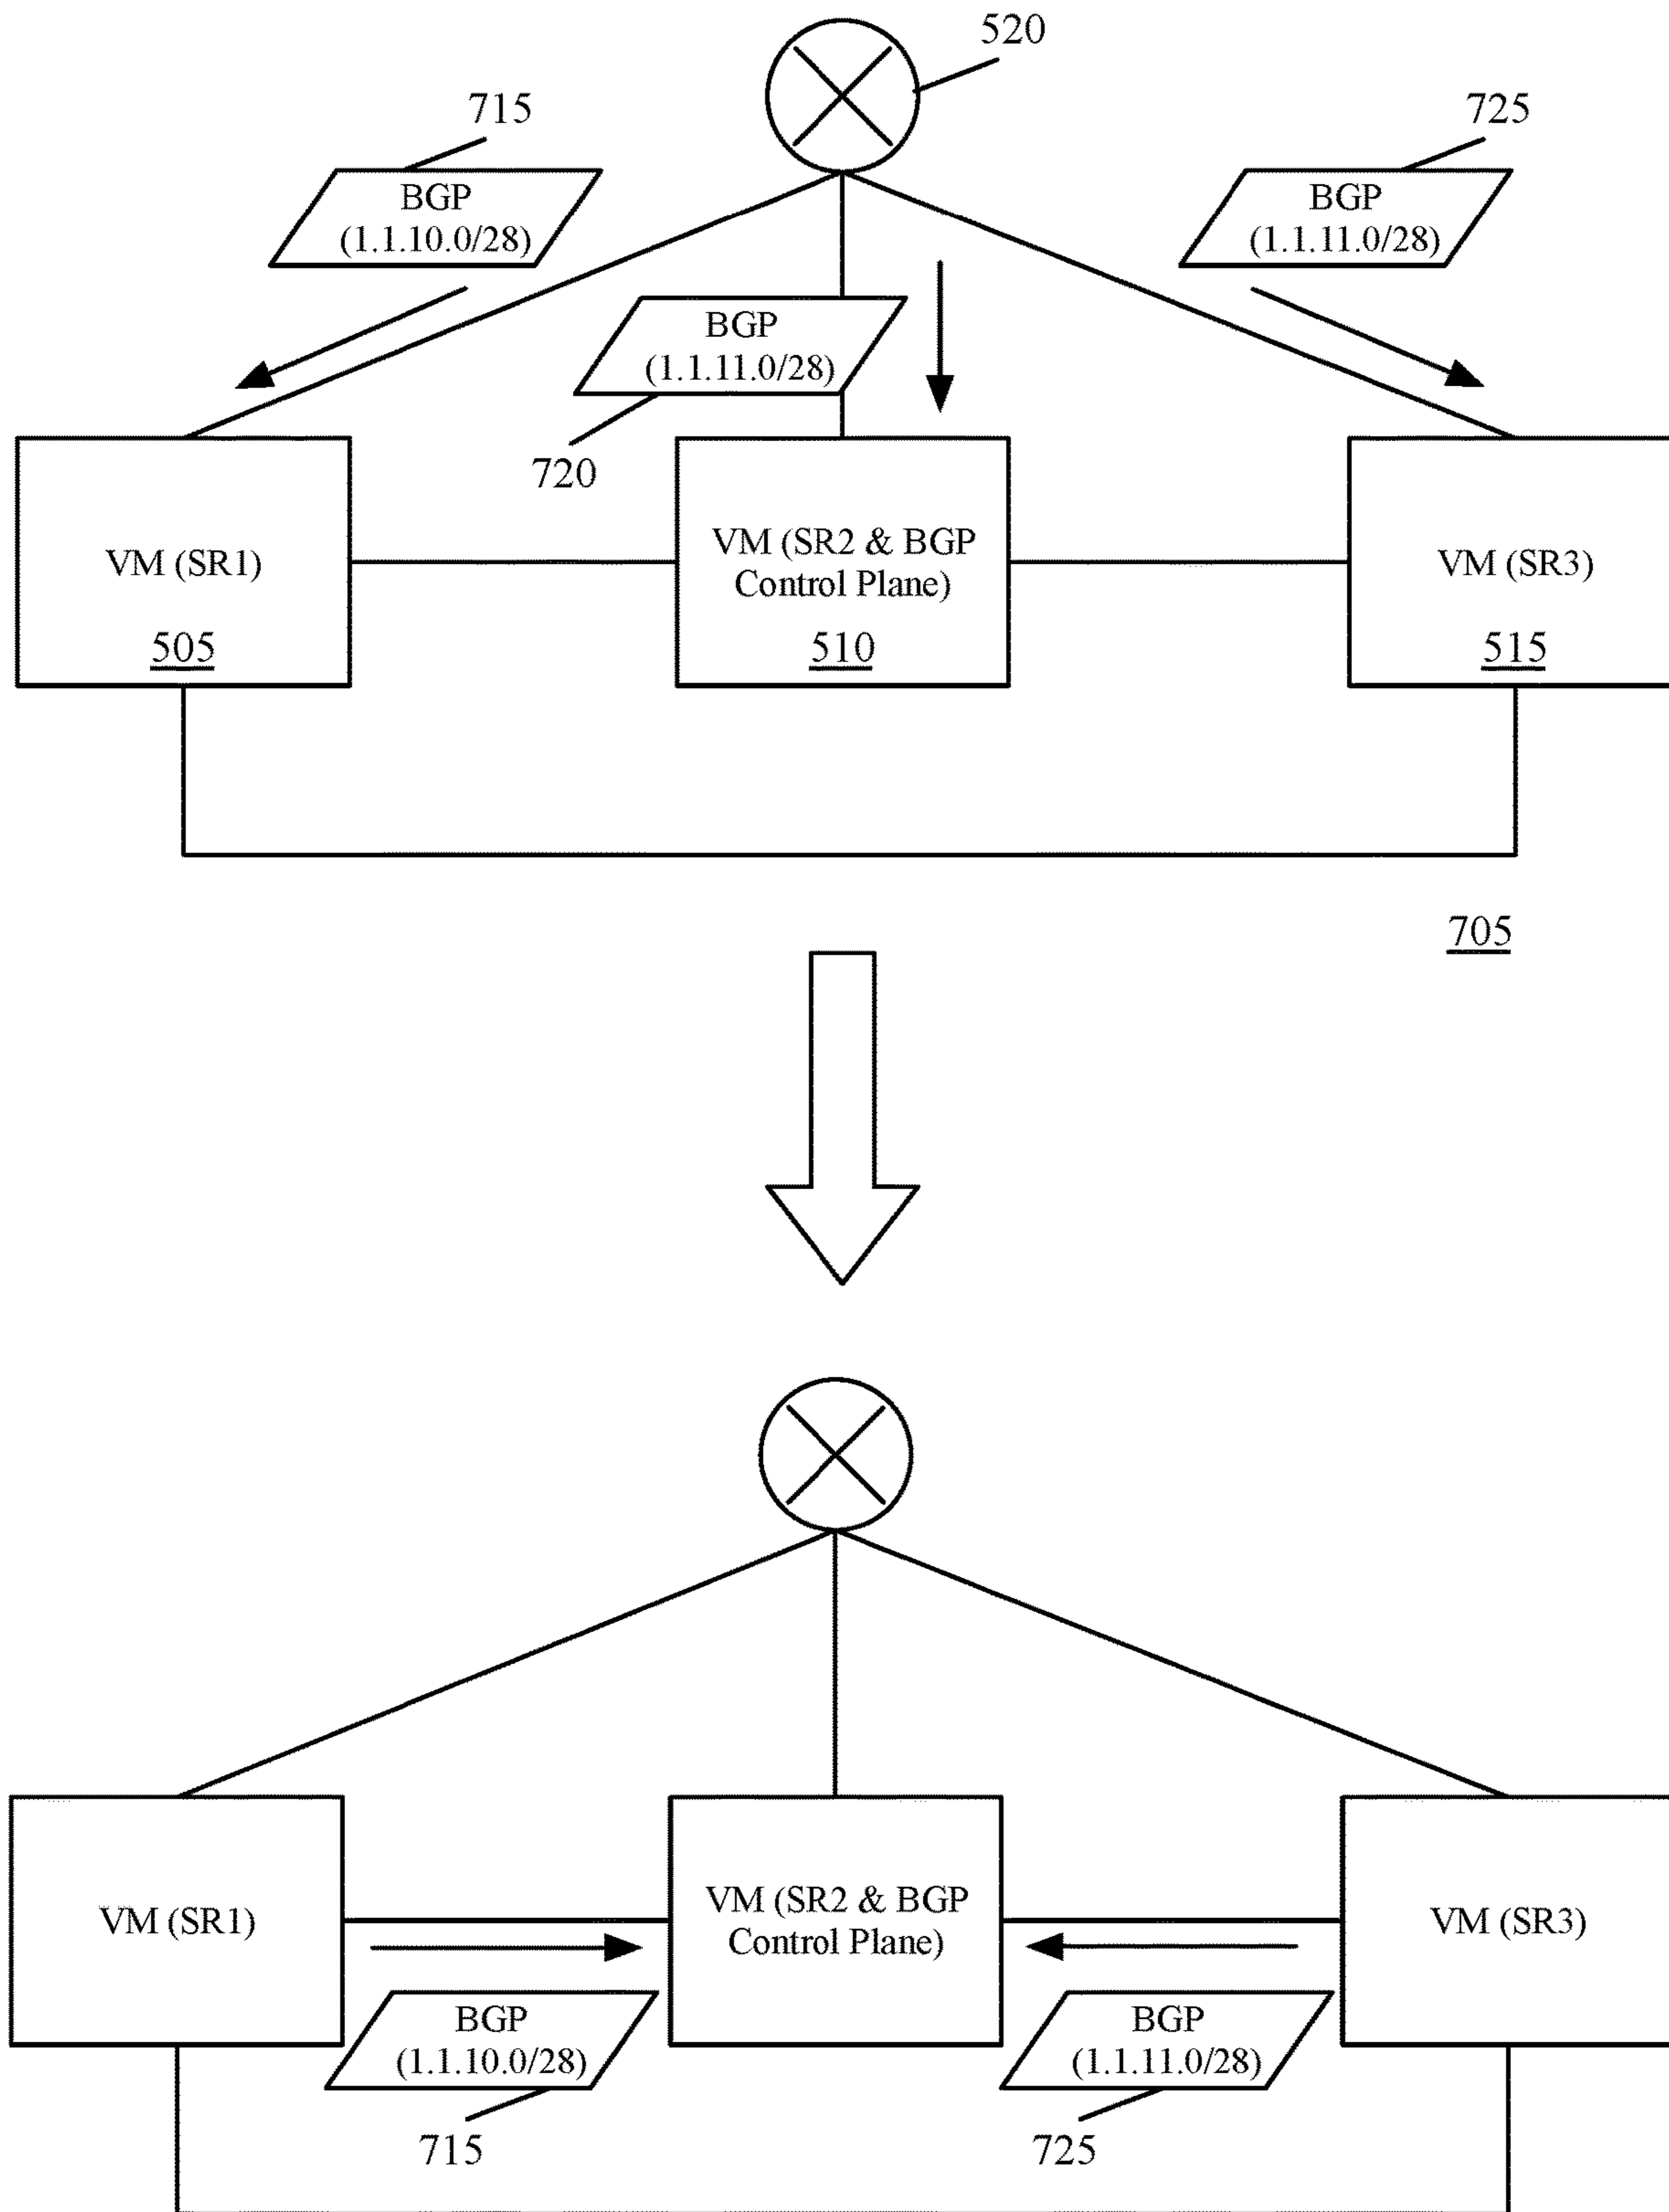 520
715
725
BGP
(1.1.10.0/28)
BGP
(1.1.11.0/28)
BGP
(1.1.11.0/28)
720
VM (SR1)
505
VM (SR2 & BGP
Control Plane)
510
VM (SR3)
515
705
VM (SR1)
VM (SR2 & BGP
Control Plane)
VM (SR3)
BGP
(1.1.10.0/28)
715
BGP
(1.1.11.0/28)
725